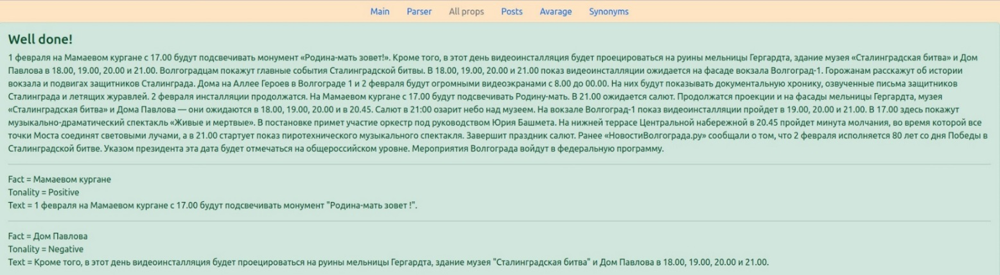 Main Parser All props Posts Avarage Synonyms
Well done!
1 февраля на Мамаевом кургане с 17.00 будут подсвечивать монумент «Родина-мать зовет!». Кроме того, в этот день видеоинсталляция будет проецироваться на руины мельницы Гергардта, здание музея «Сталинградская битва» и Дом
Павлова в 18.00, 19.00, 20.00 и 21.00. Волгоградцам покажут главные события Сталинградской битвы. В 18.00, 19.00, 20.00 и 21.00 показ видеоинсталляции ожидается на фасаде вокзала Волгоград-1. Горожанам расскажут об истории
вокзала и подвигах защитников Сталинграда. Дома на Аллее Героев в Волгограде 1 и 2 февраля будут огромными видеоэкранами с 8.00 до 00.00. На них будут показывать документальную хронику, озвученные письма защитников
Сталинграда и летящих журавлей. 2 февраля инсталляции продолжатся. На Мамаевом кургане с 17.00 будут подсвечивать Родину-мать. В 21.00 ожидается салют. Продолжатся проекции и на фасады мельницы Гергардта, музея
«Сталинградская битва» и Дома Павлова — они ожидаются в 18.00, 19.00, 20.00 и в 20.45. Салют в 21:00 озарит небо над музеем. На вокзале Волгоград-1 показ видеоинсталляции пройдет в 19.00, 20.00 и 21.00. В 17.00 здесь покажут
музыкально-драматический спектакль «Живые и мертвые». В постановке примет участие оркестр под руководством Юрия Башмета. На нижней террасе Центральной набережной в 20.45 пройдет минута молчания, во время которой все
точки Моста соединят световыми лучами, а в 21.00 стартует показ пиротехнического музыкального спектакля. Завершит праздник салют. Ранее «НовостиВолгограда.ру» сообщали о том, что 2 февраля исполняется 80 лет со дня Победы в
Сталинградской битве. Указом президента эта дата будет отмечаться на общероссийском уровне. Мероприятия Волгограда войдут в федеральную программу.
Fact = Мамаевом кургане
Tonality = Positive
Text = 1 февраля на Мамаевом кургане с 17.00 будут подсвечивать монумент "Родина-мать зовет !".
Fact = Дом Павлова
Tonality = Negative
Text = Кроме того, в этот день видеоинсталляция будет проецироваться на руины мельницы Гергардта, здание музея "Сталинградская битва" и Дом Павлова в 18.00, 19.00, 20.00 и 21.00.